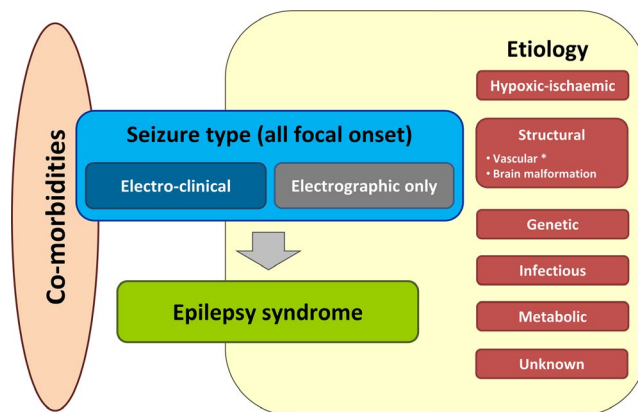 Co-morbidities
Seizure type (all focal onset)
Electro-clinical
Electrographic only
Epilepsy syndrome
Etiology
Hypoxic-ischaemic
Structural
• Vascular *
• Brain malformation
Genetic
Infectious
Metabolic
Unknown